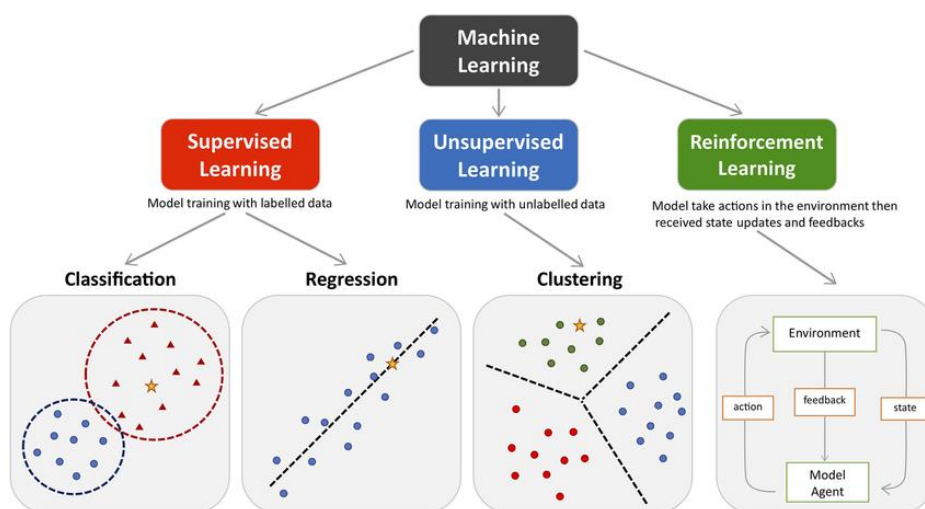 Machine
Learning
Supervised
Learning
Unsupervised
Learning
Reinforcement
Learning
Model training with labelled data
Model training with unlabelled data
Model take actions in the environment then
received state updates and feedbacks
Classification
Regression
Clustering
Environment
action
feedback
state
Model
Agent